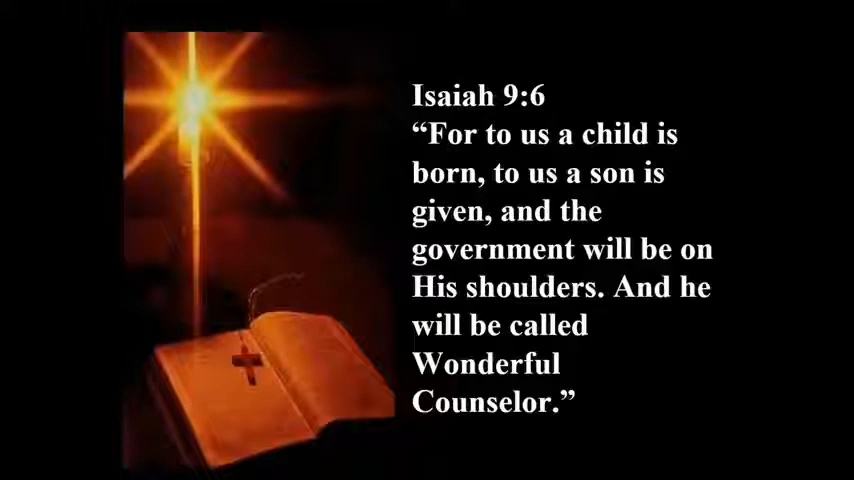 Isaiah 9:6
“For to us a child is
born, to us a son is
given, and the
government will be on
His shoulders. And he
will be called
Wonderful
Counselor.”